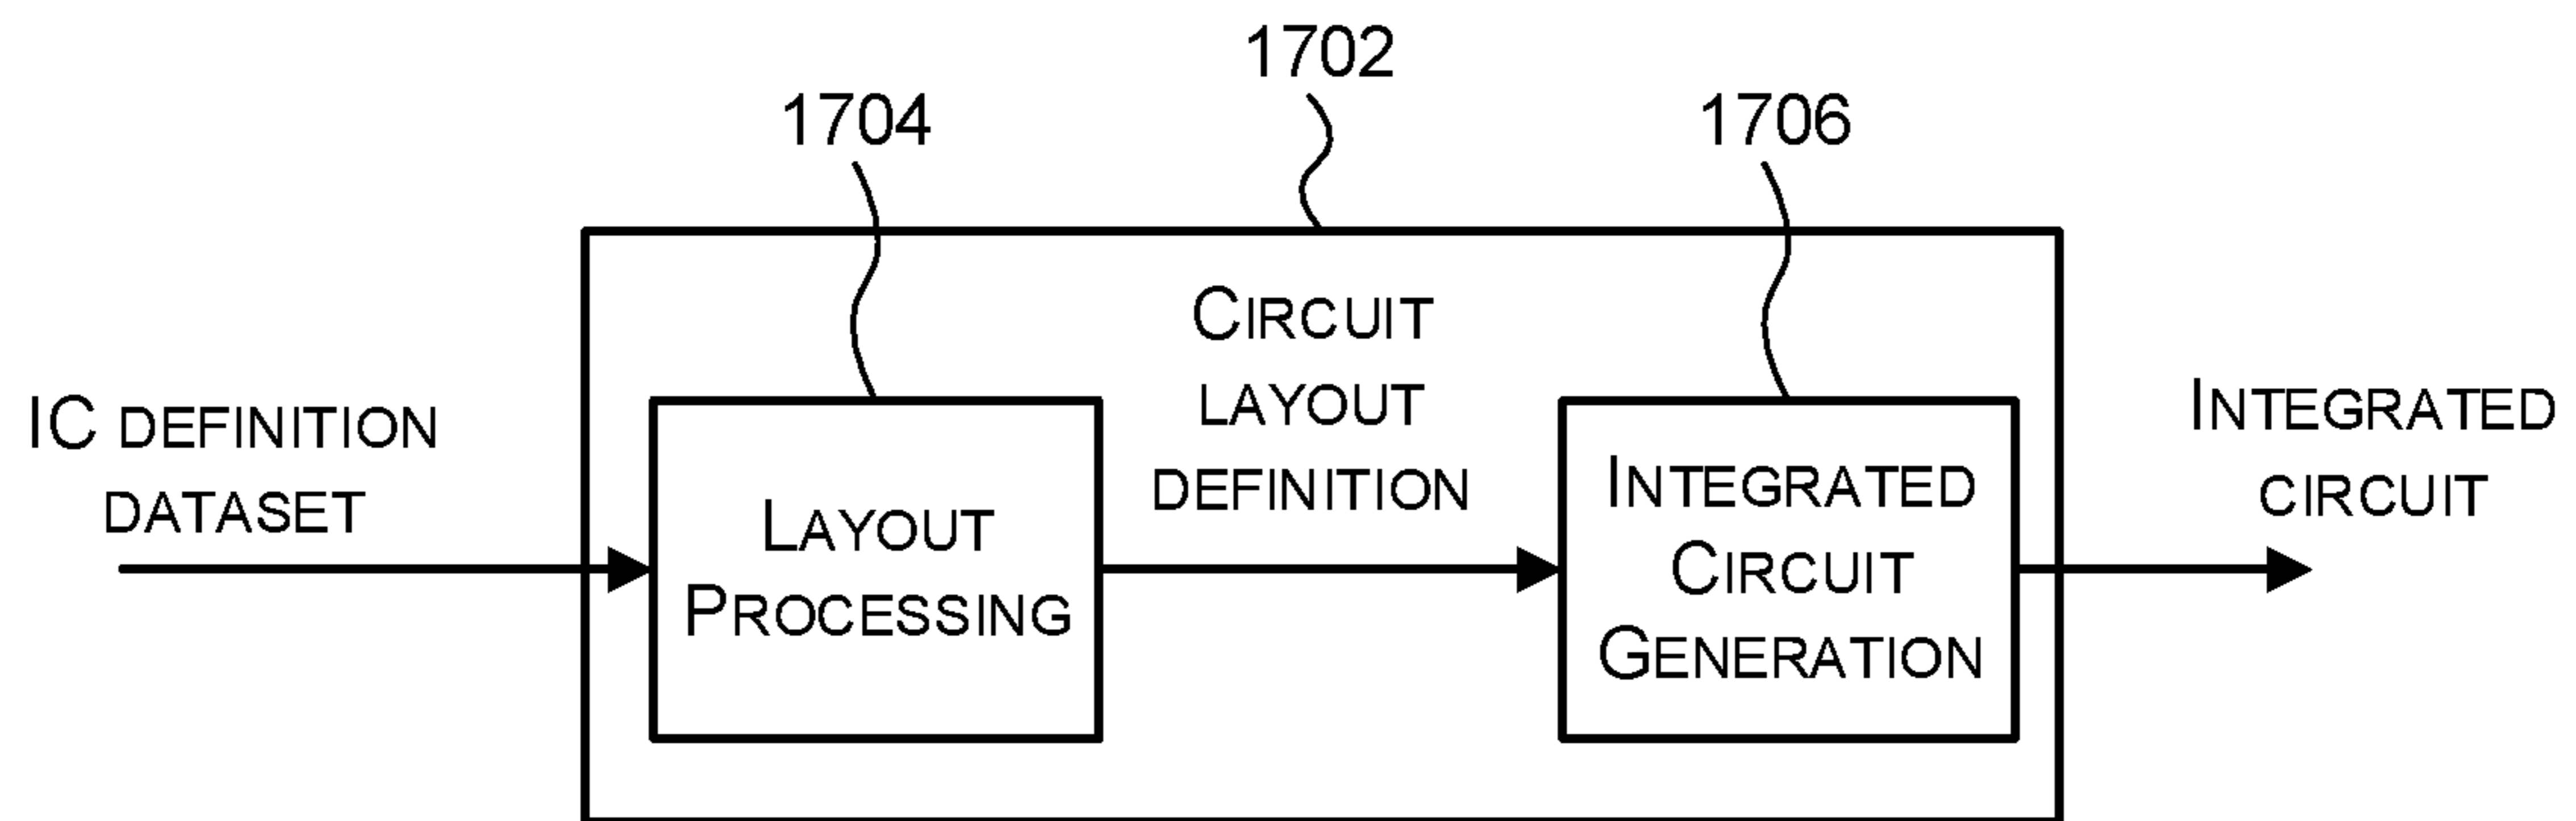 1702
1704
1706
IC DEFINITION
DATASET
LAYOUT
PROCESSING
CIRCUIT
LAYOUT
DEFINITION
INTEGRATED
CIRCUIT
GENERATION
INTEGRATED
CIRCUIT